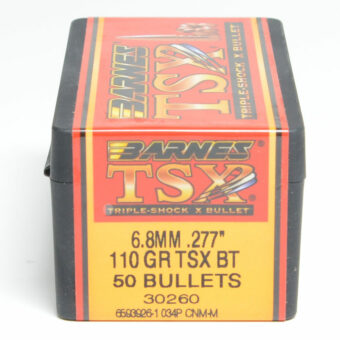 BARNES
TSX
TRIPLE-SHOCK X BULLET
BARNES
TSX
TRIPLE-SHOCK X BULLET
6.8MM .277"
110 GR TSX BT
50 BULLETS
30260
CNM-M